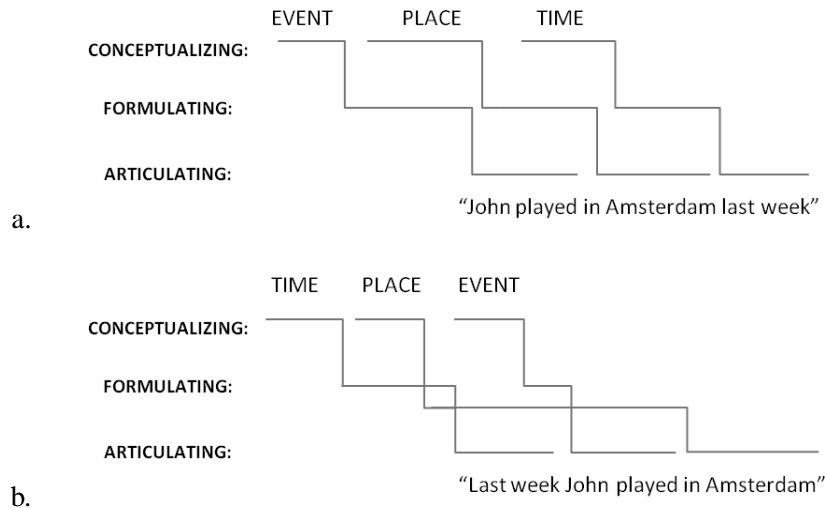 EVENT PLACE TIME
CONCEPTUALIZING:
FORMULATING:
ARTICULATING:
“John played in Amsterdam last week”
a.
TIME PLACE EVENT
CONCEPTUALIZING:
FORMULATING:
ARTICULATING:
“Last week John played in Amsterdam”
b.